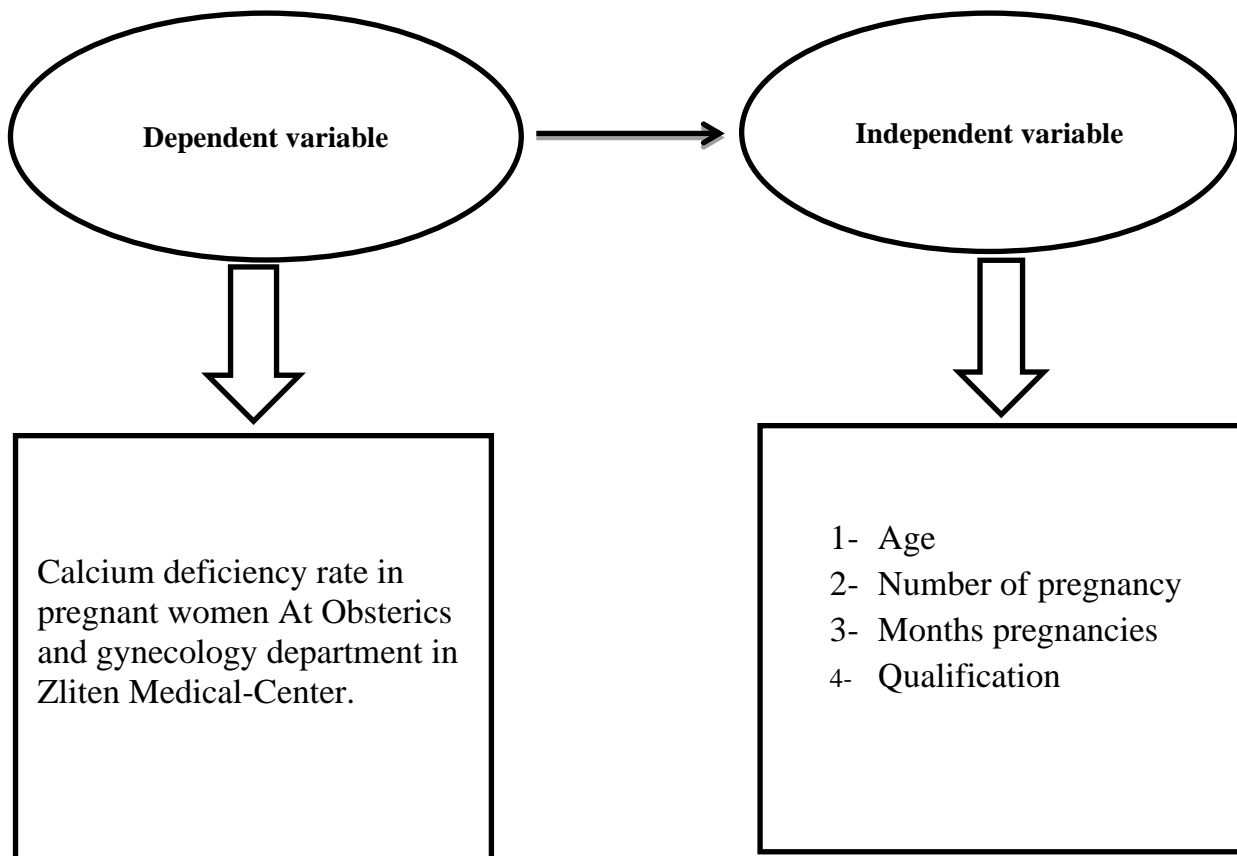 Dependent variable
Independent variable
Calcium deficiency rate in
pregnant women At Obsterics
and gynecology department in
Zliten Medical-Center.
1- Age
2- Number of pregnancy
3- Months pregnancies
4- Qualification